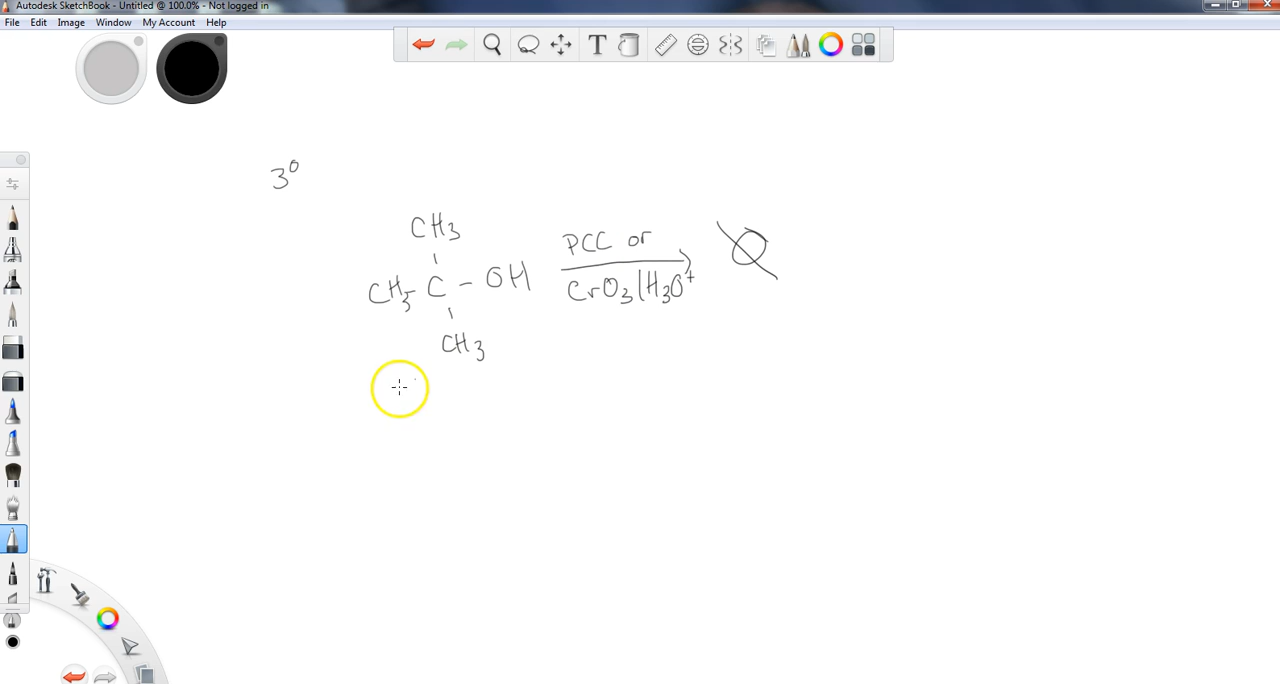 Autodesk SketchBook - Untitled @ 100.0% - Not logged in
File Edit Image Window My Account Help
T
3°
CH3
CH3-C-OH
CH3
PCC or
CrO3/H3O+